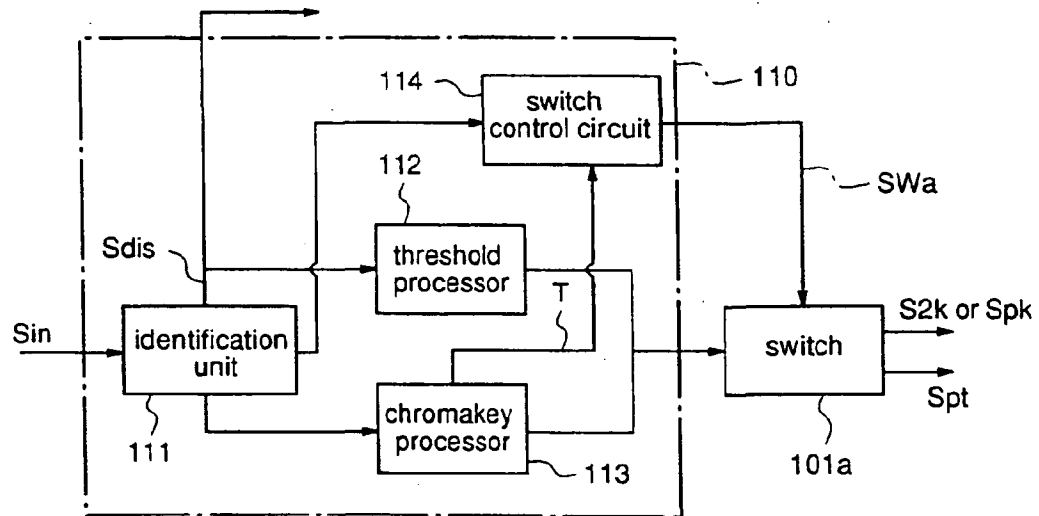 110
114
switch
control circuit
SWa
112
Sdis
threshold
processor
T
Sin
identification
unit
S2k or Spk
switch
Spt
111
chromakey
processor
113
101a